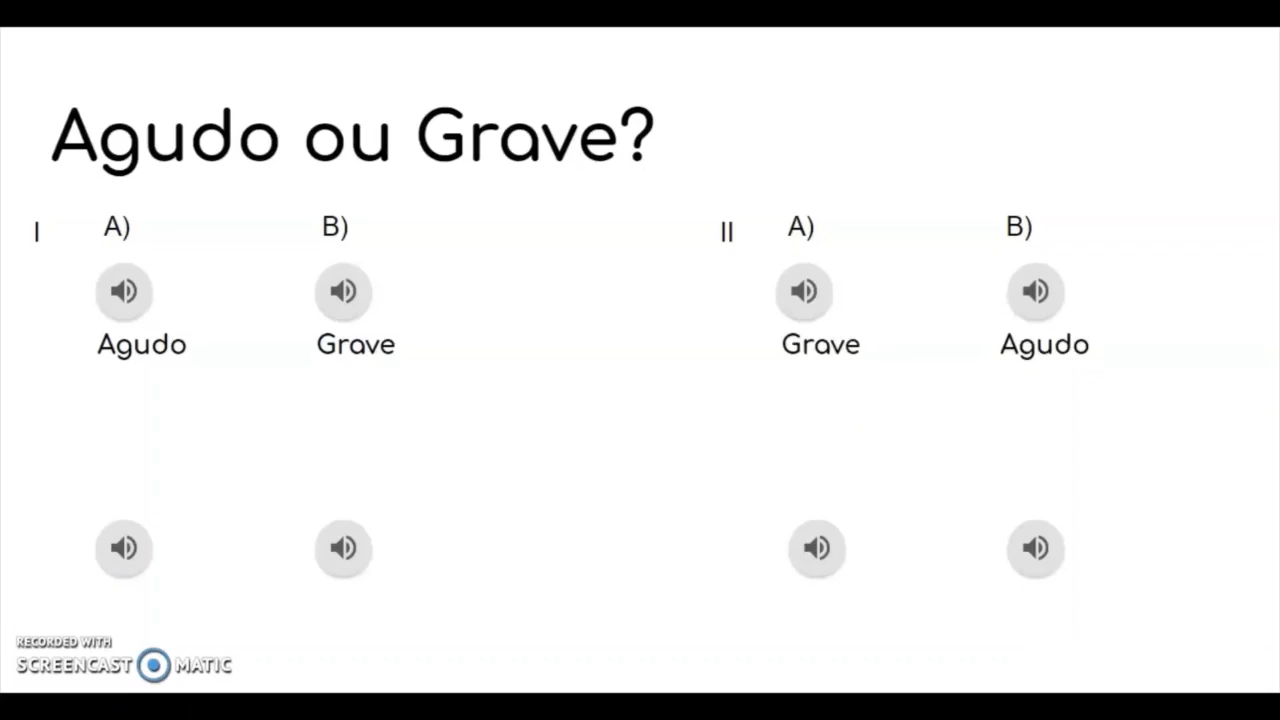 Agudo ou Grave?
I A) B) II A) B)
Agudo Grave Grave Agudo
RECORDED WITH
SCREENCAST MATIC